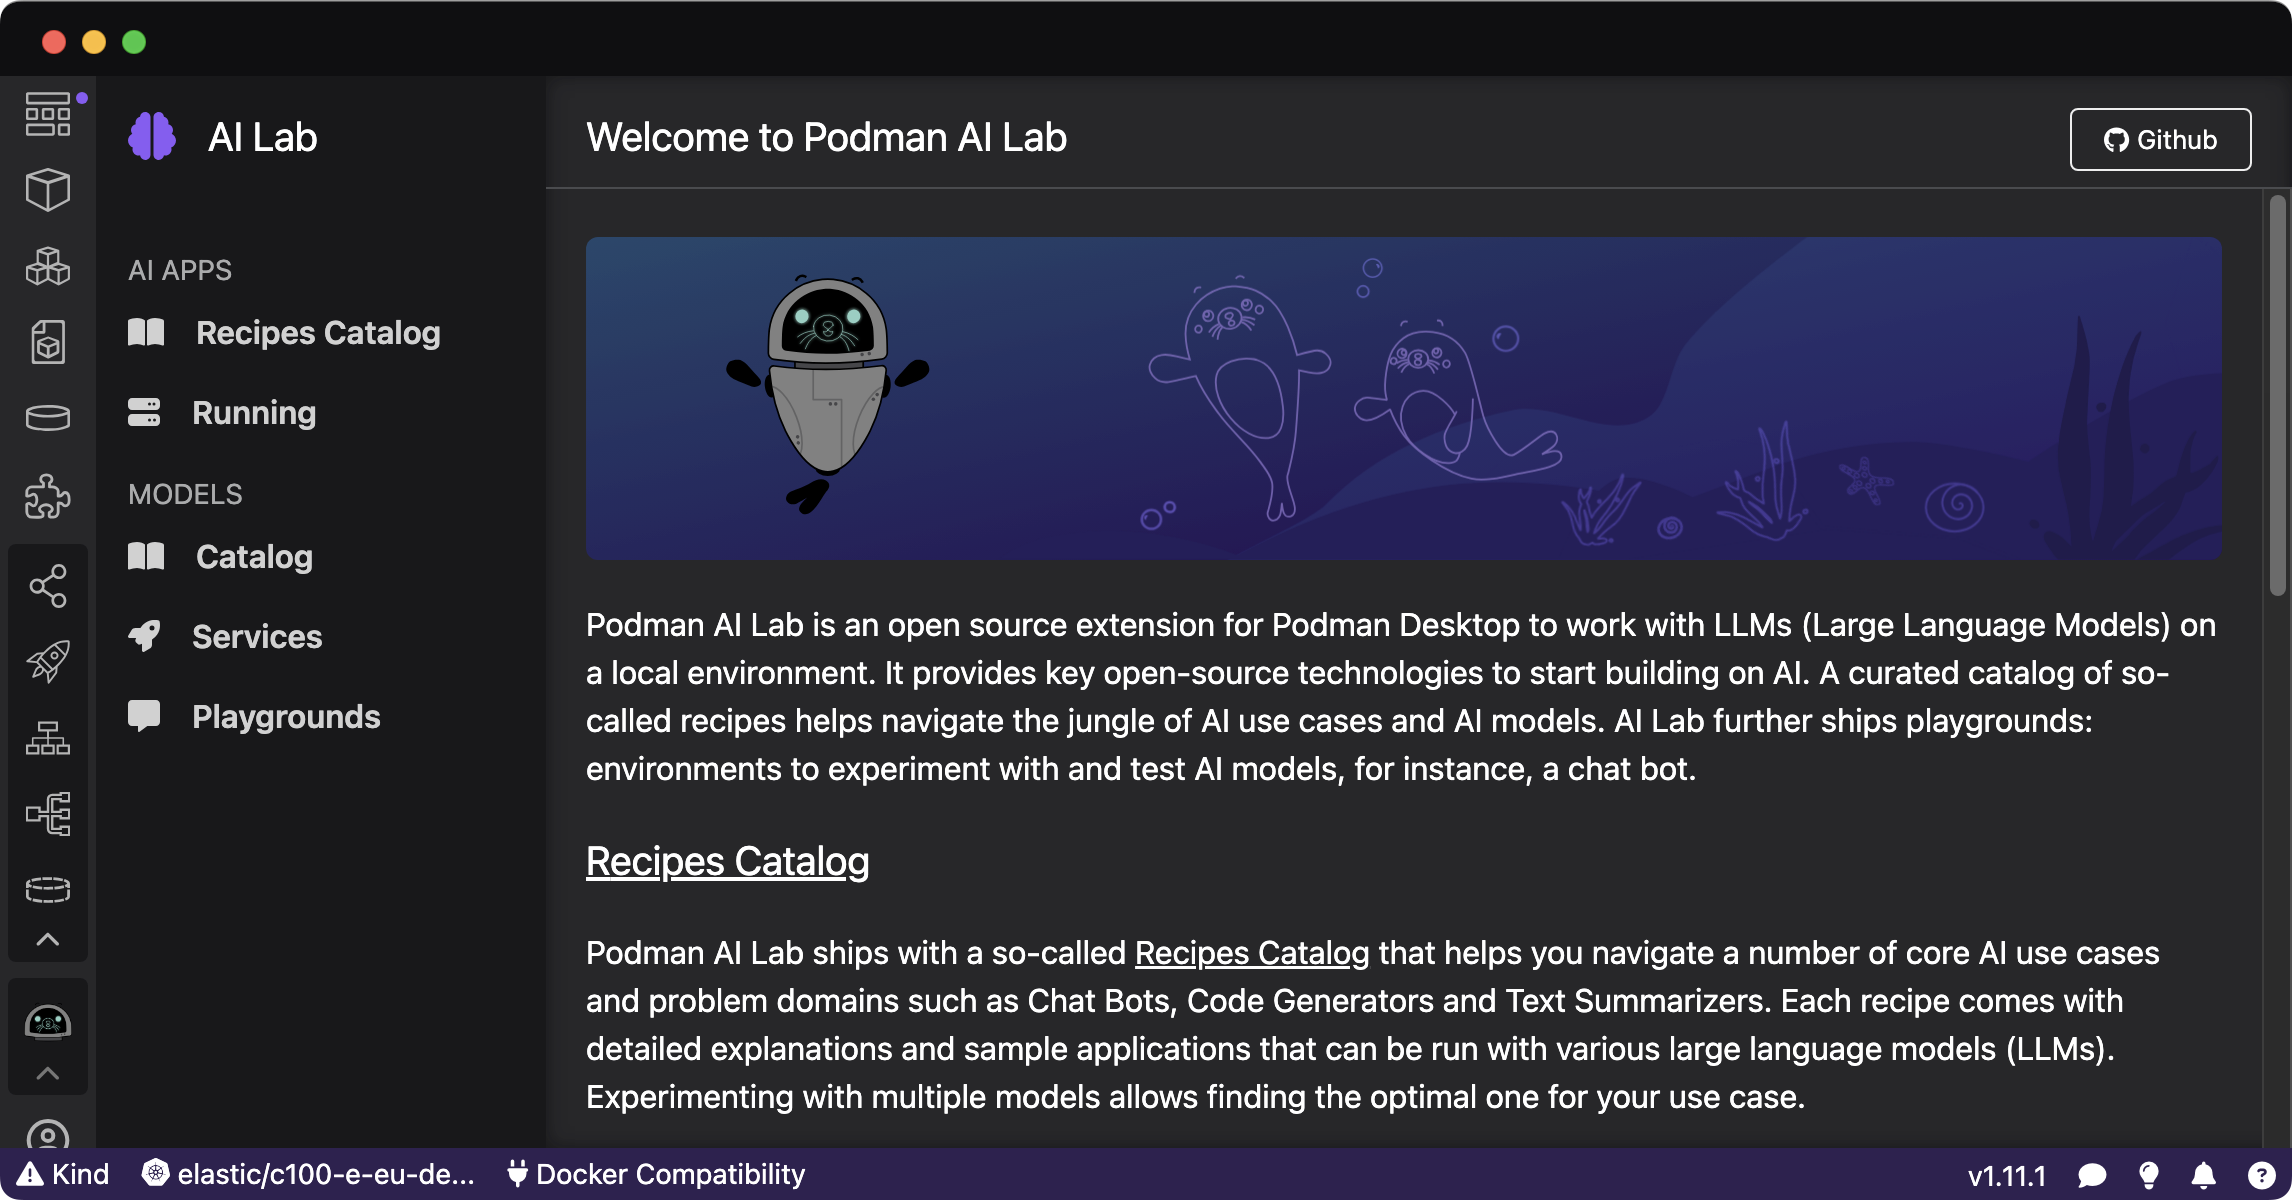 AI Lab
AI APPS
Recipes Catalog
Running
MODELS
Catalog
Services
Playgrounds
Welcome to Podman AI Lab
Github
Podman AI Lab is an open source extension for Podman Desktop to work with LLMs (Large Language Models) on
a local environment. It provides key open-source technologies to start building on AI. A curated catalog of so-
called recipes helps navigate the jungle of AI use cases and AI models. AI Lab further ships playgrounds:
environments to experiment with and test AI models, for instance, a chat bot.
Recipes Catalog
Podman AI Lab ships with a so-called Recipes Catalog that helps you navigate a number of core AI use cases
and problem domains such as Chat Bots, Code Generators and Text Summarizers. Each recipe comes with
detailed explanations and sample applications that can be run with various large language models (LLMs).
Experimenting with multiple models allows finding the optimal one for your use case.
Kind elastic/c100-e-eu-de... Docker Compatibility v1.11.1